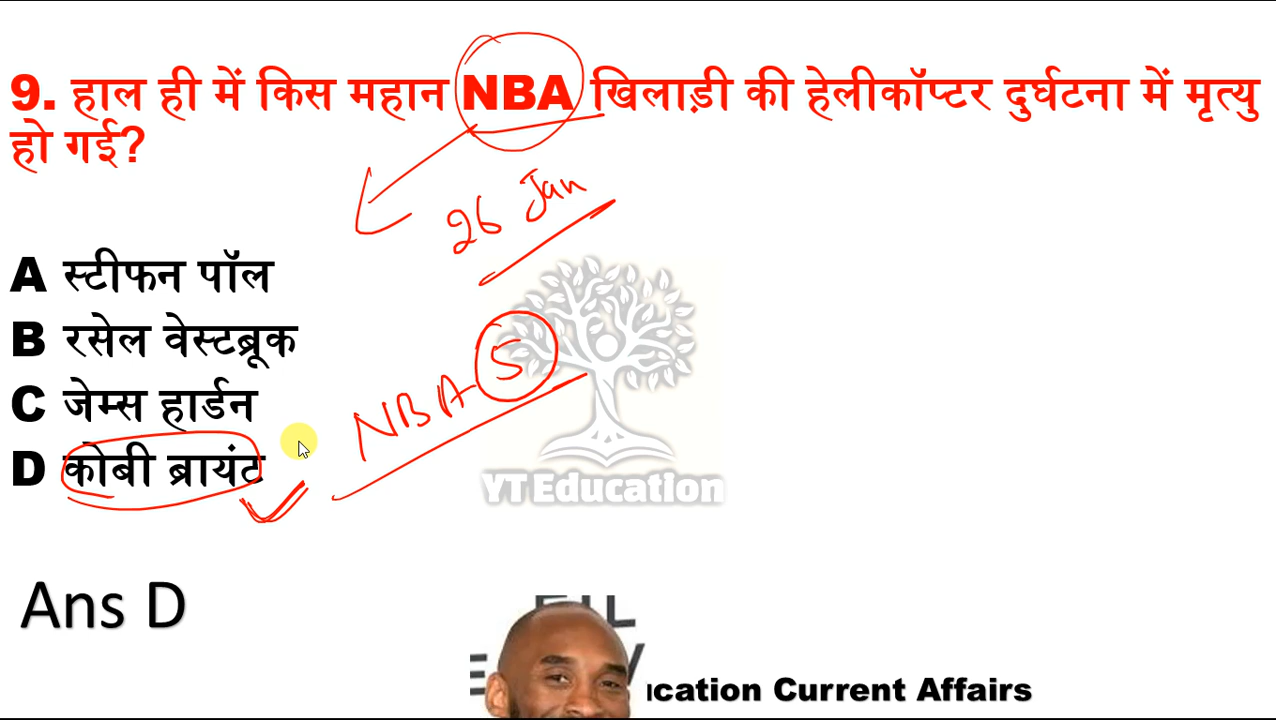 9. हाल ही में किस महान NBA खिलाड़ी की हेलीकॉप्टर दुर्घटना में मृत्यु
हो गई?
26 Jan
A स्टीफन पॉल
B रसेल वेस्टब्रूक
NBA 5
C जेम्स हार्डन
D कोबी ब्रायंट
YT Education
Ans D
ucation Current Affairs